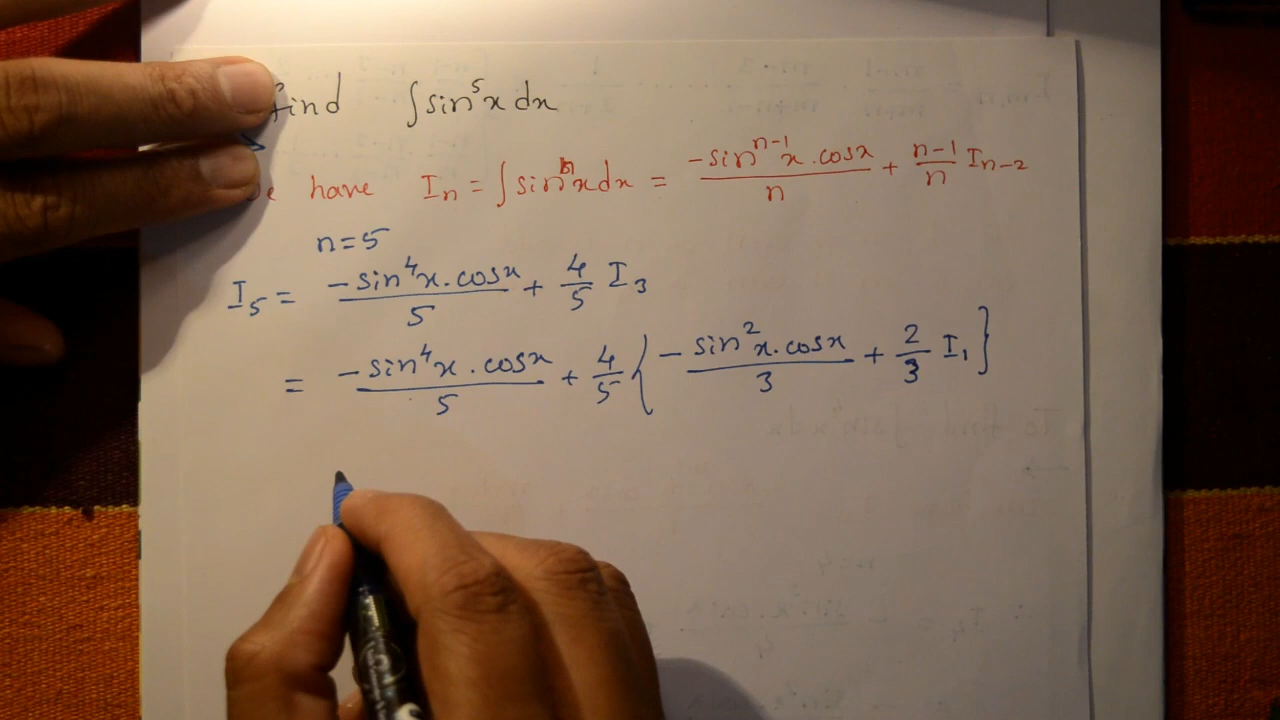 find ∫sin⁵x dx
have Iₙ = ∫sinⁿx dx = (-sinⁿ⁻¹x . cosx)/n + (n-1)/n Iₙ₋₂
n=5
I₅ = (-sin⁴x . cosx)/5 + 4/5 I₃
= (-sin⁴x . cosx)/5 + 4/5 { (-sin²x . cosx)/3 + 2/3 I₁ }